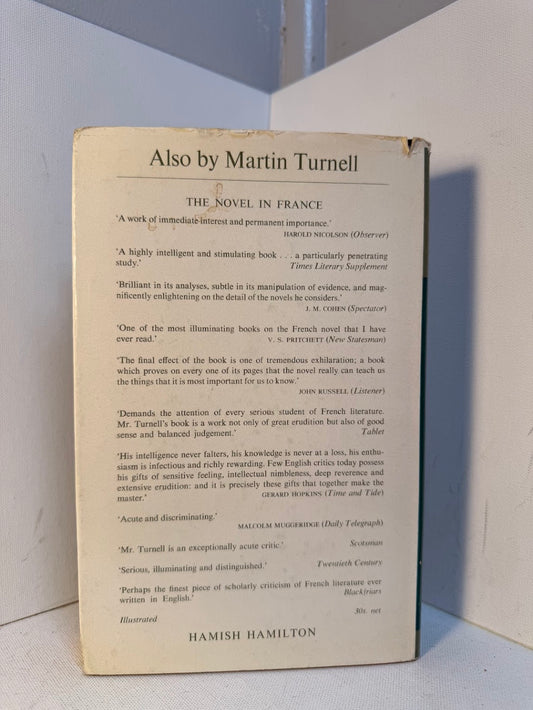 Also by Martin Turnell
THE NOVEL IN FRANCE
‘A work of immediate interest and permanent importance.’
HAROLD NICOLSON (Observer)
‘A highly intelligent and stimulating book . . . a particularly penetrating
study.’ Times Literary Supplement
‘Brilliant in its analyses, subtle in its manipulation of evidence, and mag-
nificently enlightening on the detail of the novels he considers.’
J. M. COHEN (Spectator)
‘One of the most illuminating books on the French novel that I have
ever read.’ V. S. PRITCHETT (New Statesman)
‘The final effect of the book is one of tremendous exhilaration; a book
which proves on every one of its pages that the novel really can teach us
the things that it is most important for us to know.’
JOHN RUSSELL (Listener)
‘Demands the attention of every serious student of French literature.
Mr. Turnell's book is a work not only of great erudition but also of good
sense and balanced judgement.’ Tablet
‘His intelligence never falters, his knowledge is never at a loss, his enthu-
siasm is infectious and richly rewarding. Few English critics today possess
his gifts of sensitive feeling, intellectual nimbleness, deep reverence and
extensive erudition: and it is precisely these gifts that together make the
master.’ GERARD HOPKINS (Time and Tide)
‘Acute and discriminating.’
MALCOLM MUGGERIDGE (Daily Telegraph)
‘Mr. Turnell is an exceptionally acute critic.’ Scotsman
‘Serious, illuminating and distinguished.’ Twentieth Century
‘Perhaps the finest piece of scholarly criticism of French literature ever
written in English.’ Blackfriars
Illustrated 30s. net
HAMISH HAMILTON